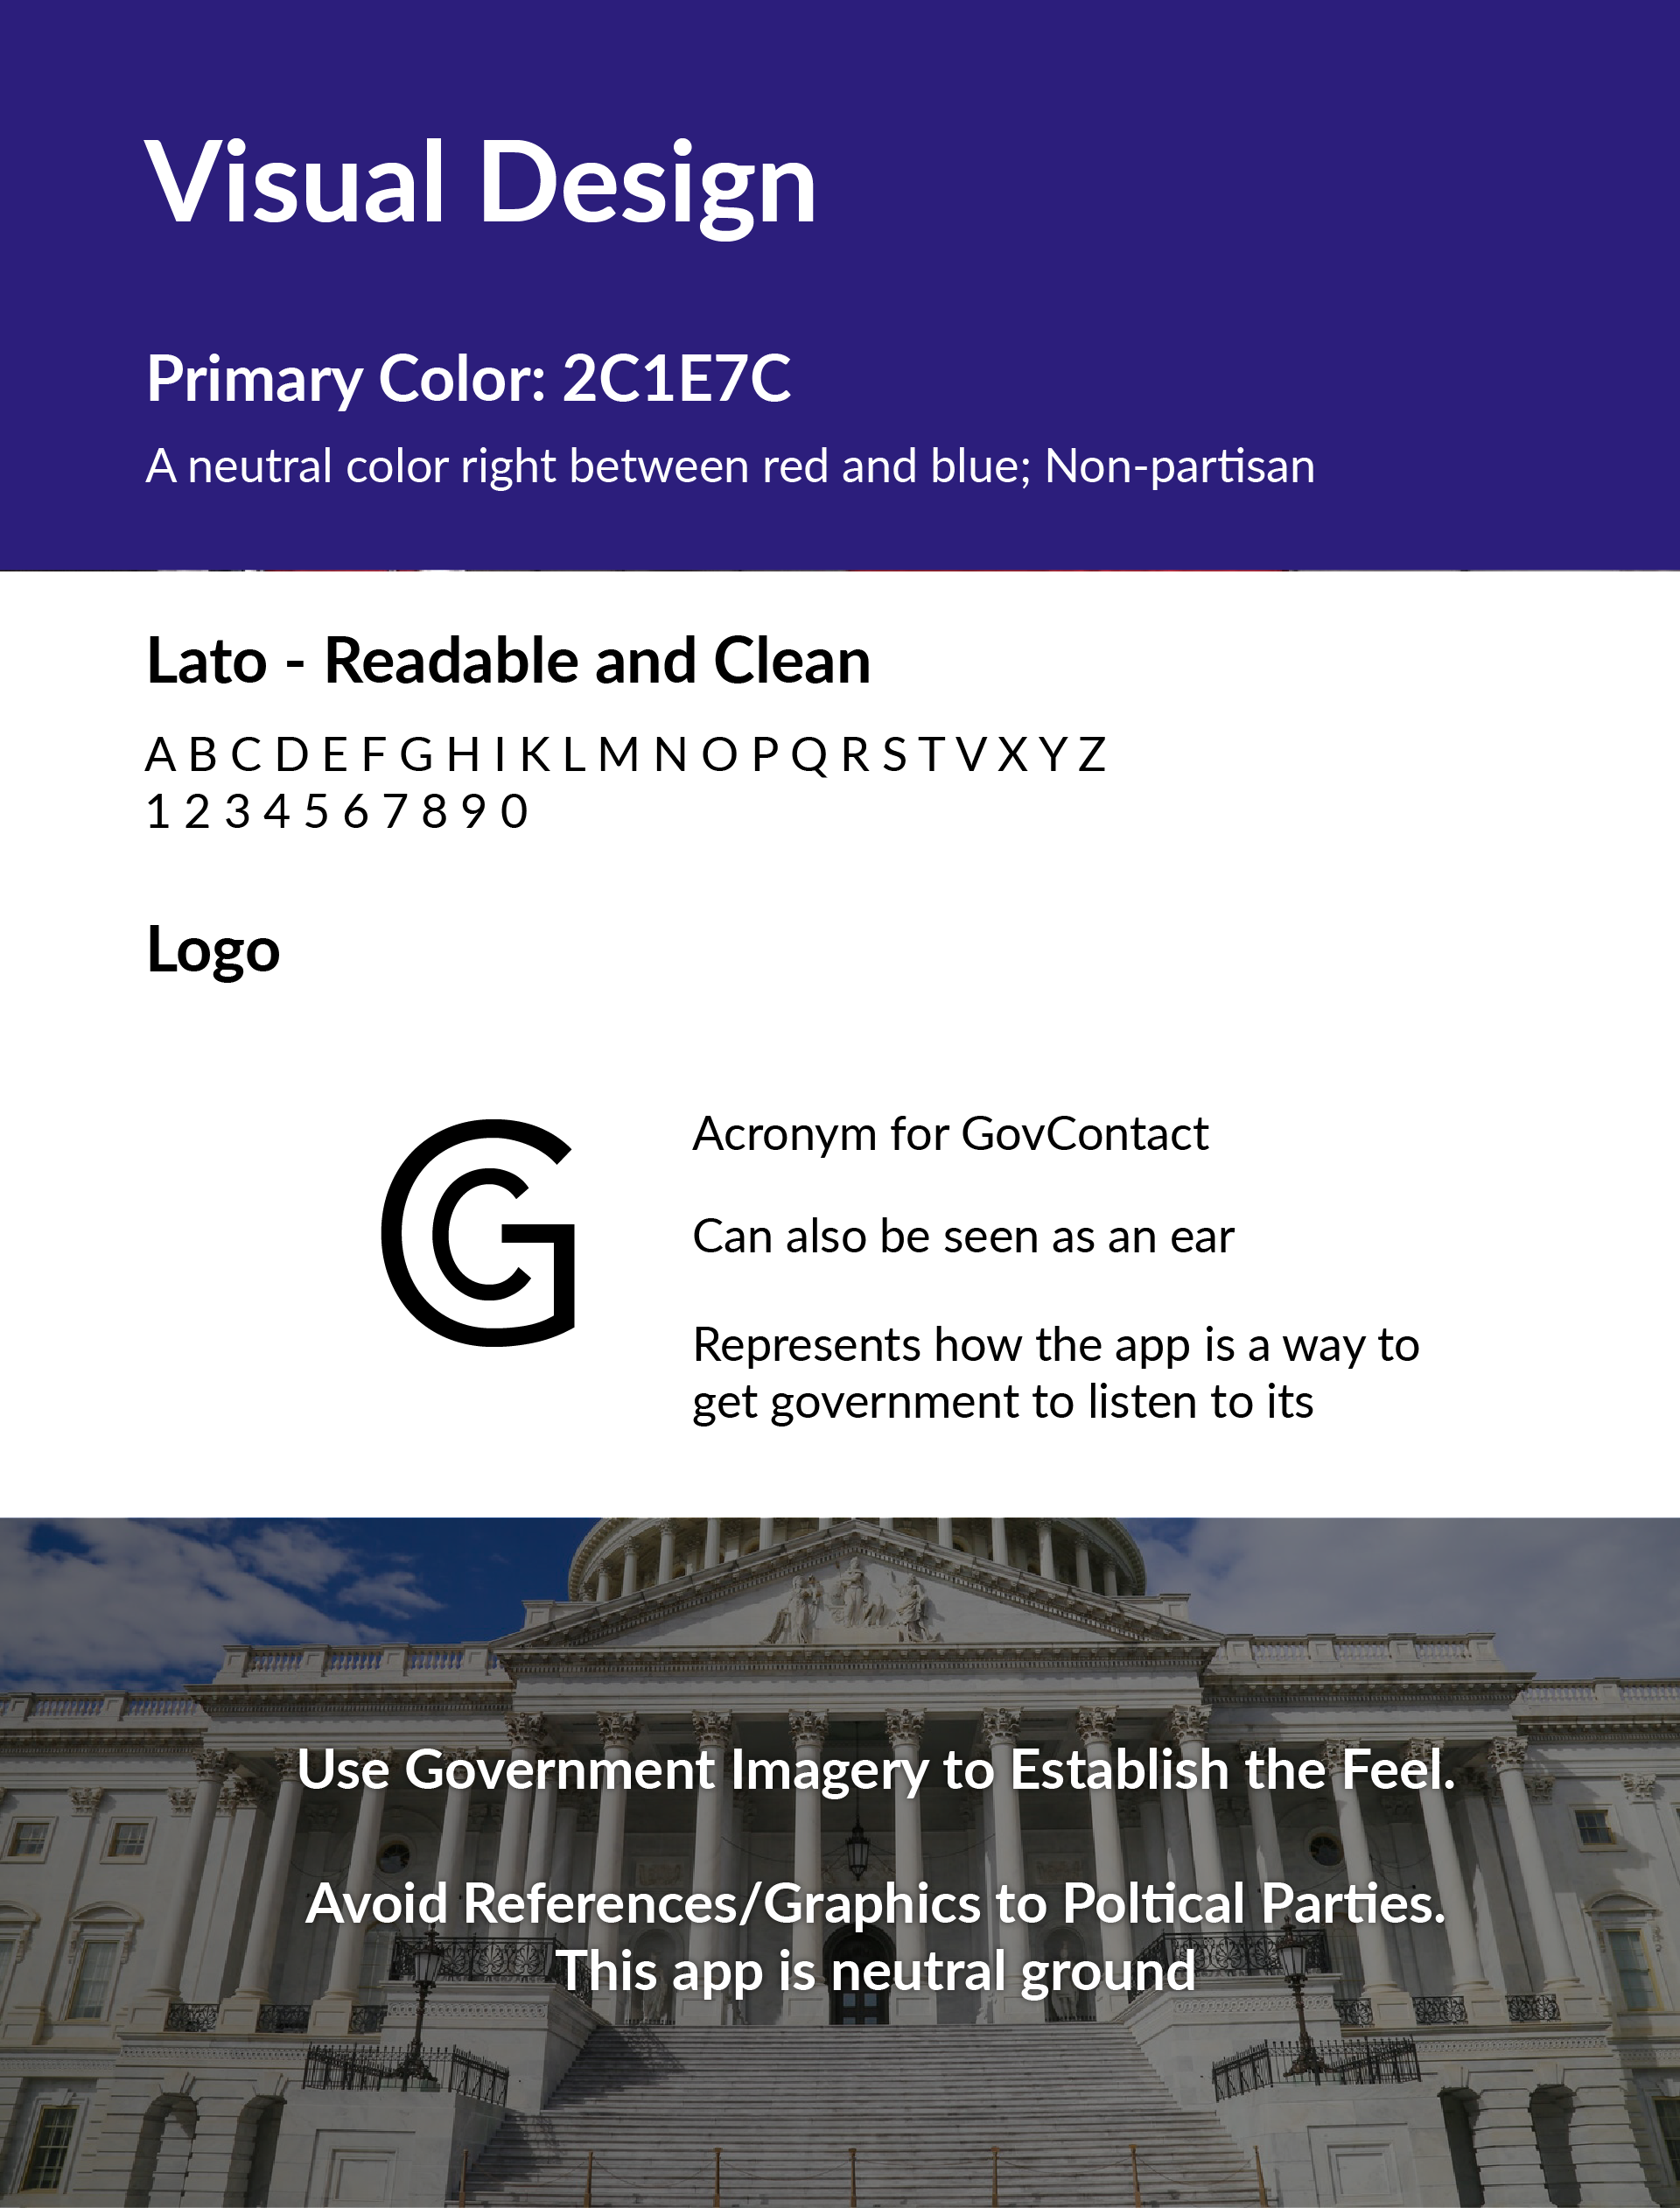 Visual Design
Primary Color: 2C1E7C
A neutral color right between red and blue; Non-partisan
Lato - Readable and Clean
A B C D E F G H I K L M N O P Q R S T V X Y Z
1 2 3 4 5 6 7 8 9 0
Logo
GC
Acronym for GovContact
Can also be seen as an ear
Represents how the app is a way to
get government to listen to its
Use Government Imagery to Establish the Feel.
Avoid References/Graphics to Poltical Parties.
This app is neutral ground